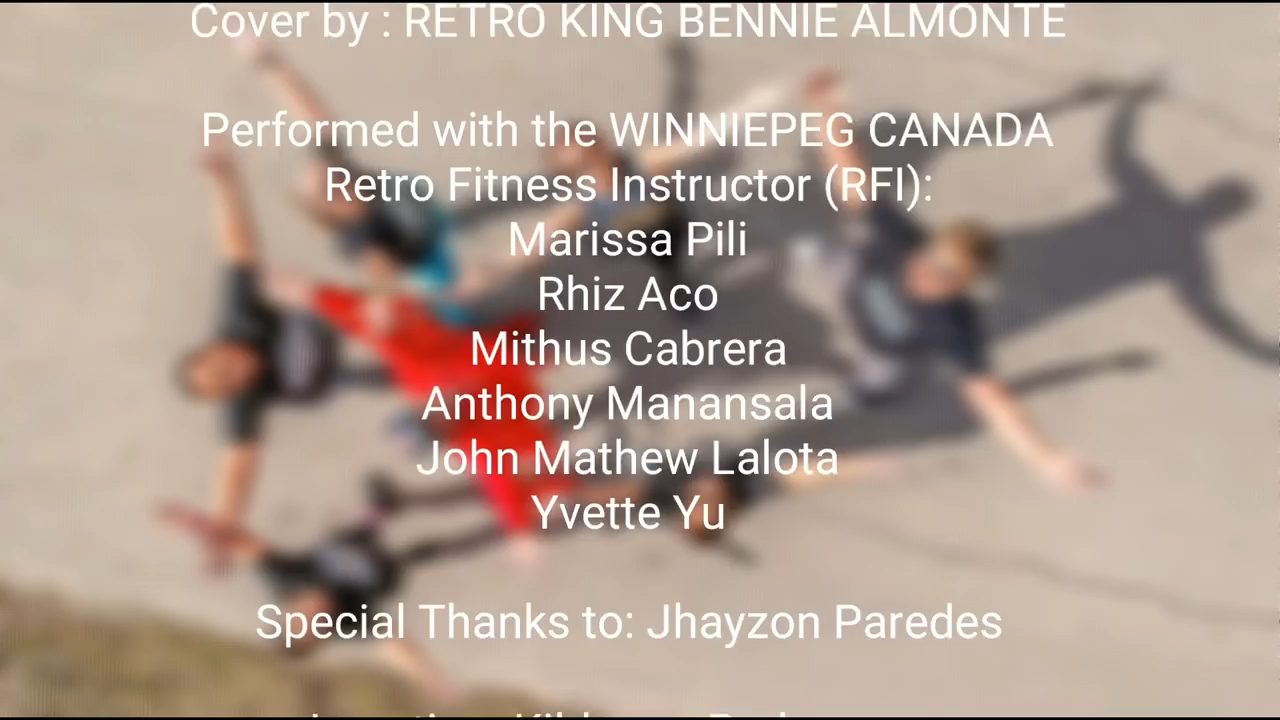 Cover by : RETRO KING BENNIE ALMONTE
Performed with the WINNIEPEG CANADA
Retro Fitness Instructor (RFI):
Marissa Pili
Rhiz Aco
Mithus Cabrera
Anthony Manansala
John Mathew Lalota
Yvette Yu
Special Thanks to: Jhayzon Paredes